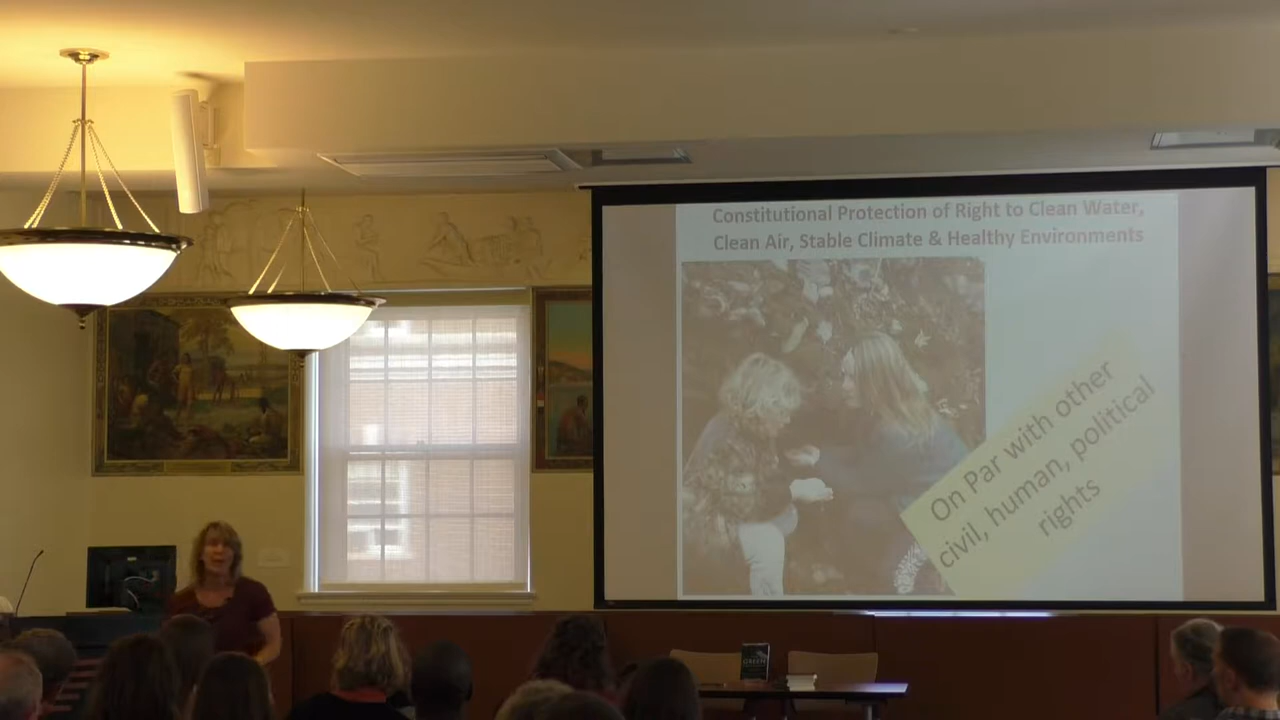 Constitutional Protection of Right to Clean Water,
Clean Air, Stable Climate & Healthy Environments
On Par with other
civil, human, political
rights
GREEN